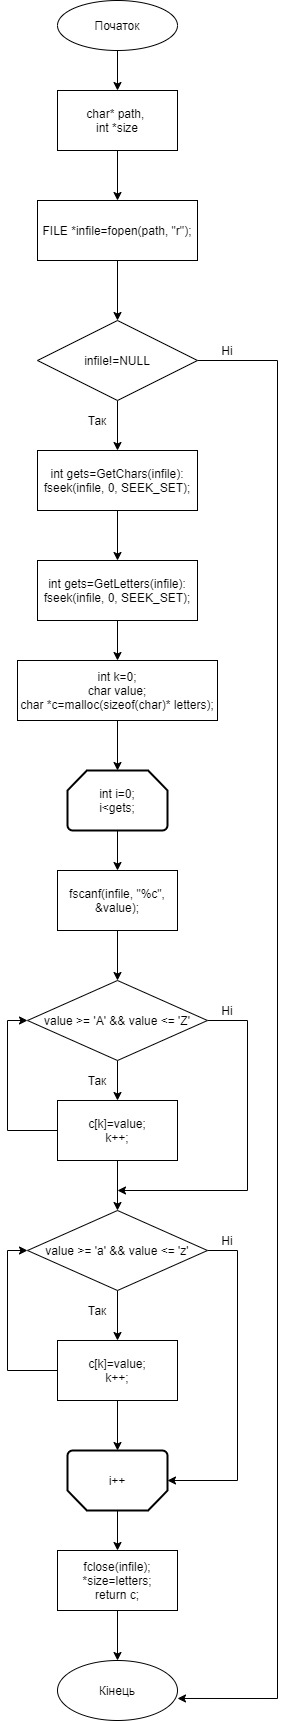 Початок
char* path,
int *size
FILE *infile=fopen(path, "r");
infile!=NULL
Ні
Так
int gets=GetChars(infile):
fseek(infile, 0, SEEK_SET);
int gets=GetLetters(infile):
fseek(infile, 0, SEEK_SET);
int k=0;
char value;
char *c=malloc(sizeof(char)* letters);
int i=0;
i<gets;
fscanf(infile, "%c",
&value);
value >= 'A' && value <= 'Z'
Ні
Так
c[k]=value;
k++;
value >= 'a' && value <= 'z'
Ні
Так
c[k]=value;
k++;
i++
fclose(infile);
*size=letters;
return c;
Кінець